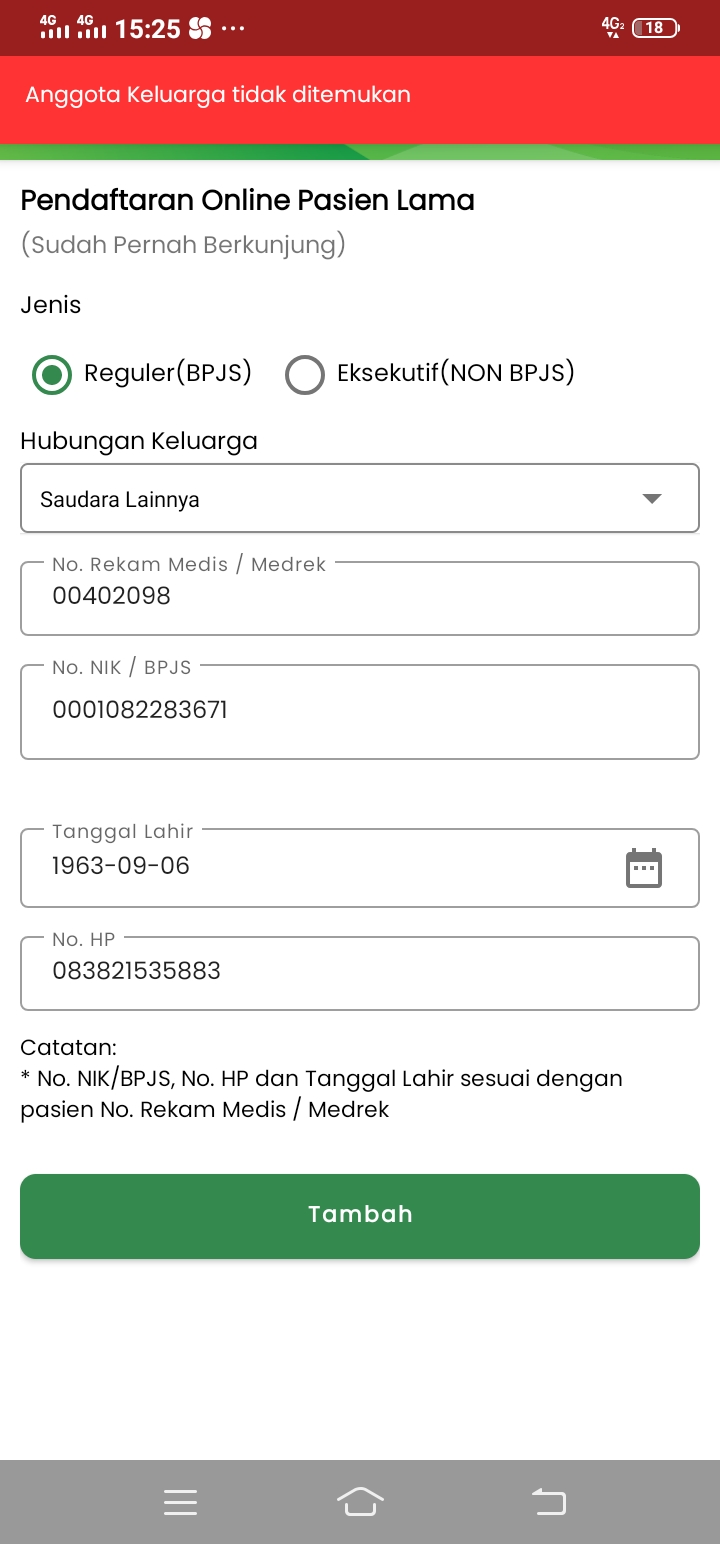 4G 4G 15:25 ... 4G2 18
Anggota Keluarga tidak ditemukan
Pendaftaran Online Pasien Lama
(Sudah Pernah Berkunjung)
Jenis
Reguler(BPJS) Eksekutif(NON BPJS)
Hubungan Keluarga
Saudara Lainnya
No. Rekam Medis / Medrek
00402098
No. NIK / BPJS
0001082283671
Tanggal Lahir
1963-09-06
No. HP
083821535883
Catatan:
* No. NIK/BPJS, No. HP dan Tanggal Lahir sesuai dengan
pasien No. Rekam Medis / Medrek
Tambah